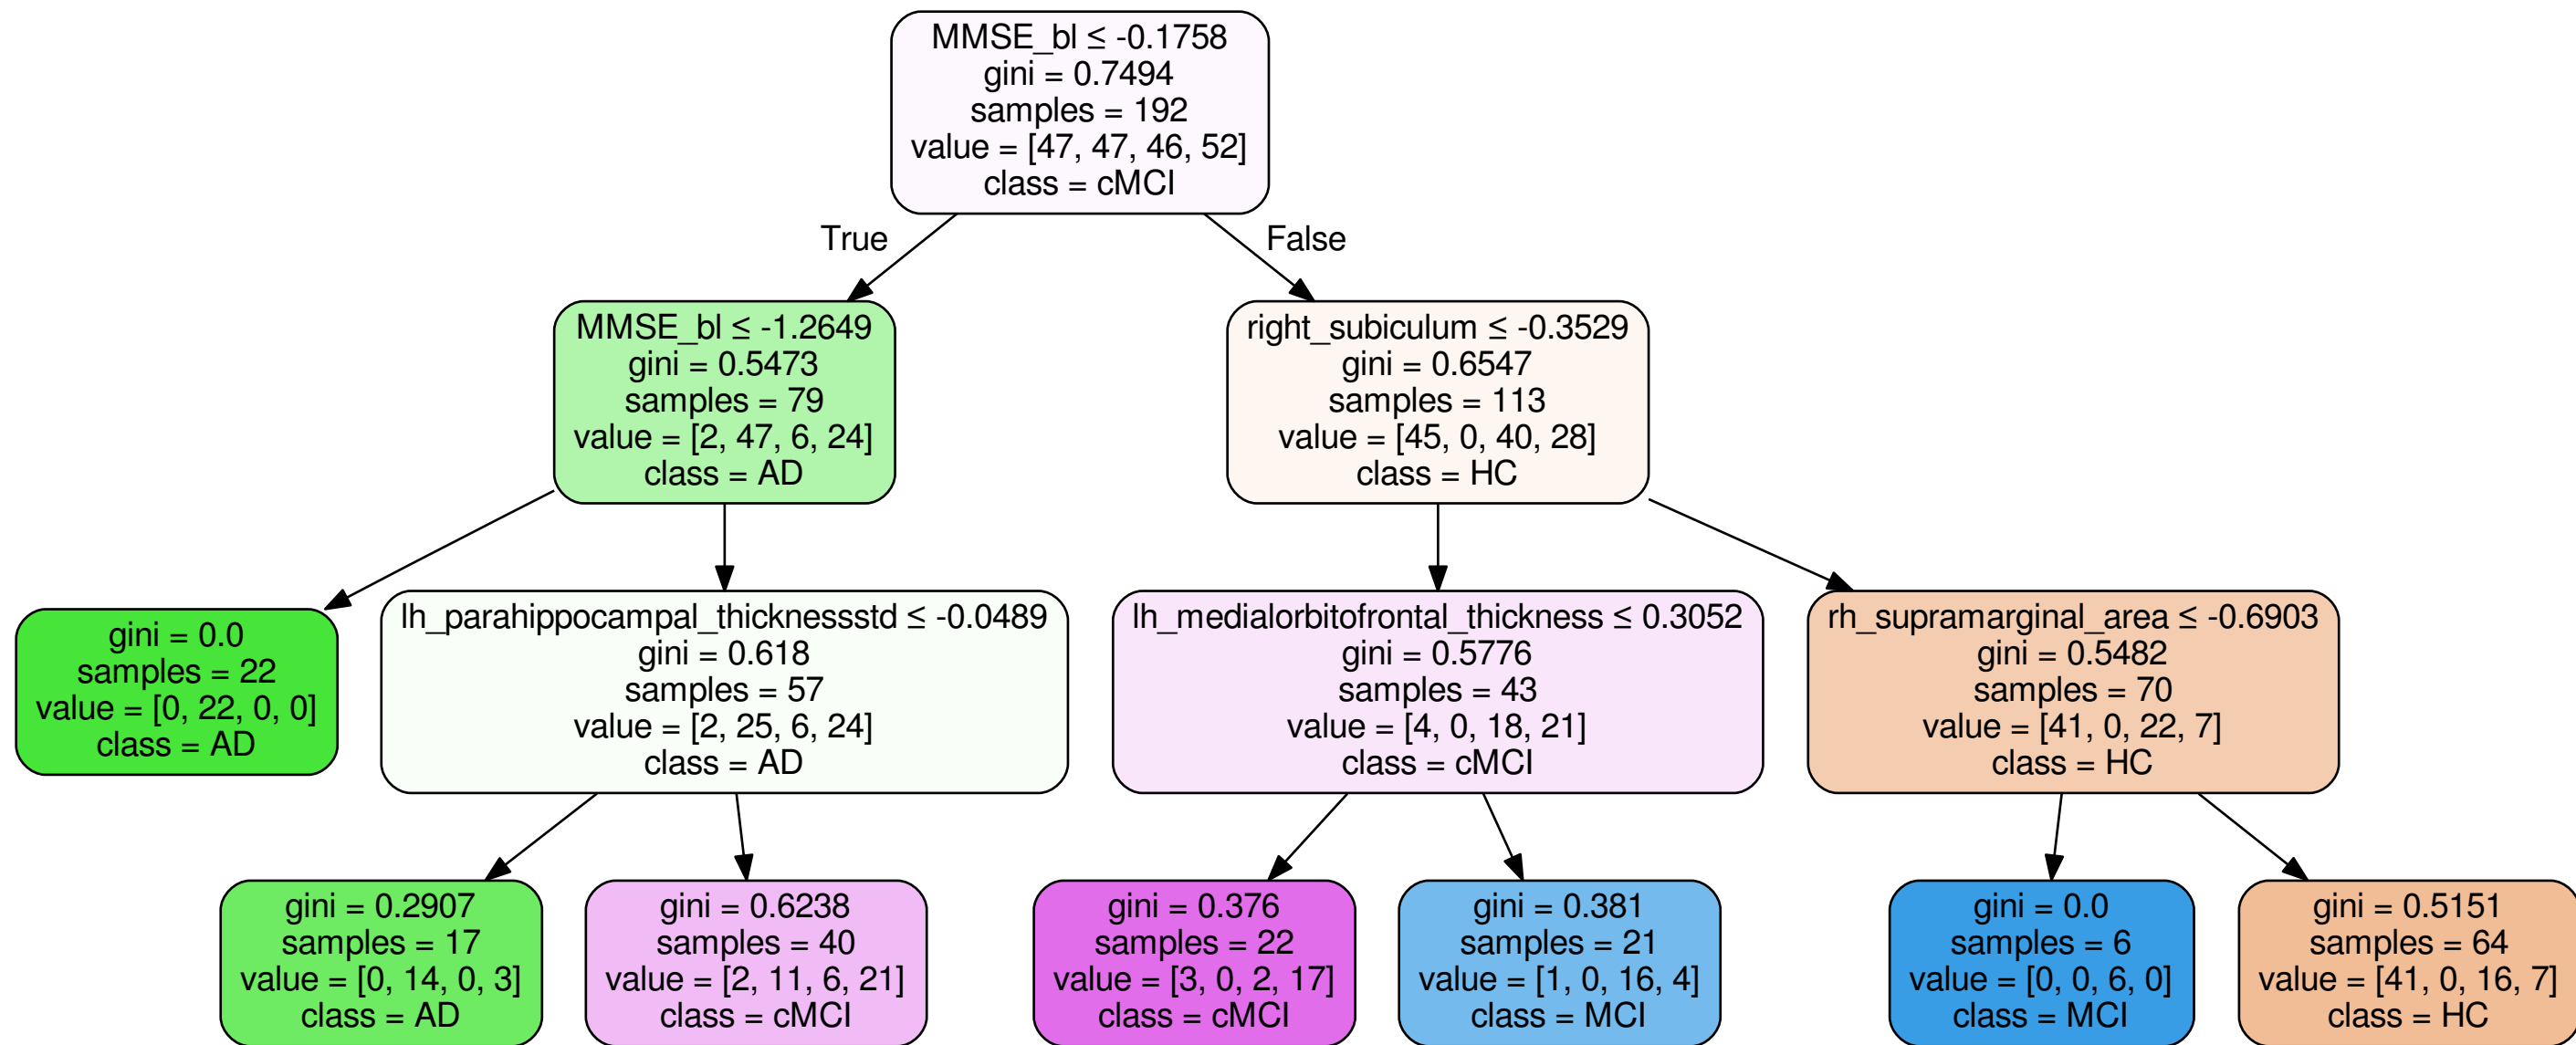 MMSE_bl ≤ -0.1758
gini = 0.7494
samples = 192
value = [47, 47, 46, 52]
class = cMCI
True
False
MMSE_bl ≤ -1.2649
gini = 0.5473
samples = 79
value = [2, 47, 6, 24]
class = AD
right_subiculum ≤ -0.3529
gini = 0.6547
samples = 113
value = [45, 0, 40, 28]
class = HC
gini = 0.0
samples = 22
value = [0, 22, 0, 0]
class = AD
lh_parahippocampal_thicknessstd ≤ -0.0489
gini = 0.618
samples = 57
value = [2, 25, 6, 24]
class = AD
lh_medialorbitofrontal_thickness ≤ 0.3052
gini = 0.5776
samples = 43
value = [4, 0, 18, 21]
class = cMCI
rh_supramarginal_area ≤ -0.6903
gini = 0.5482
samples = 70
value = [41, 0, 22, 7]
class = HC
gini = 0.2907
samples = 17
value = [0, 14, 0, 3]
class = AD
gini = 0.6238
samples = 40
value = [2, 11, 6, 21]
class = cMCI
gini = 0.376
samples = 22
value = [3, 0, 2, 17]
class = cMCI
gini = 0.381
samples = 21
value = [1, 0, 16, 4]
class = MCI
gini = 0.0
samples = 6
value = [0, 0, 6, 0]
class = MCI
gini = 0.5151
samples = 64
value = [41, 0, 16, 7]
class = HC